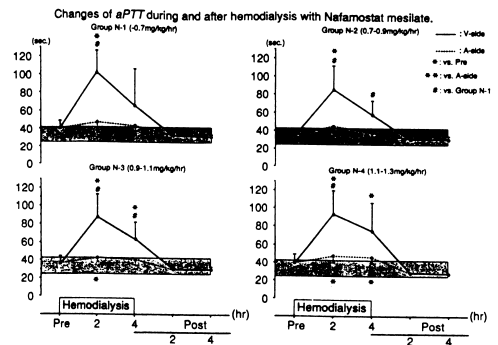 Changes of aPTT during and after hemodialysis with Nafamostat mesilate.
Group N-1 (-0.7mg/kg/hr)
(sec.)
120
100
80
60
40
20
0
Group N-2 (0.7-0.9mg/kg/hr)
(sec.)
120
100
80
60
40
20
0
: V-side
: A-side
* : vs. Pre
* * : vs. A-side
# : vs. Group N-1
* #
* #
#
Group N-3 (0.9-1.1mg/kg/hr)
120
100
80
60
40
20
0
* #
* #
*
Group N-4 (1.1-1.3mg/kg/hr)
120
100
80
60
40
20
0
* #
*
* *
Hemodialysis
(hr)
Pre 2 4 Post
2 4
Hemodialysis
(hr)
Pre 2 4 Post
2 4